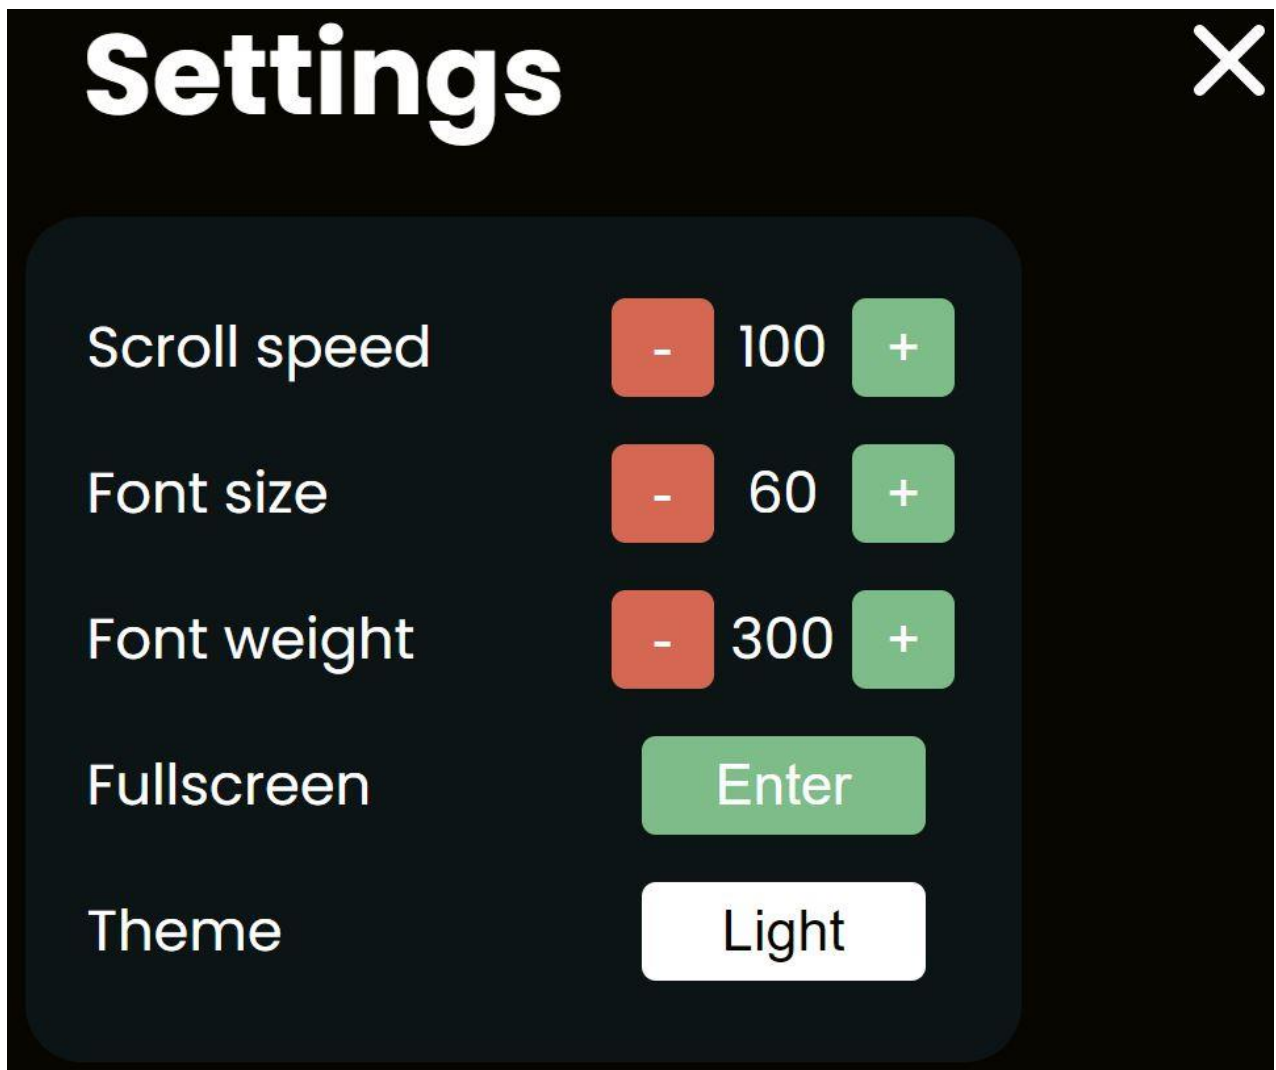 Settings
Scroll speed - 100 +
Font size - 60 +
Font weight - 300 +
Fullscreen Enter
Theme Light